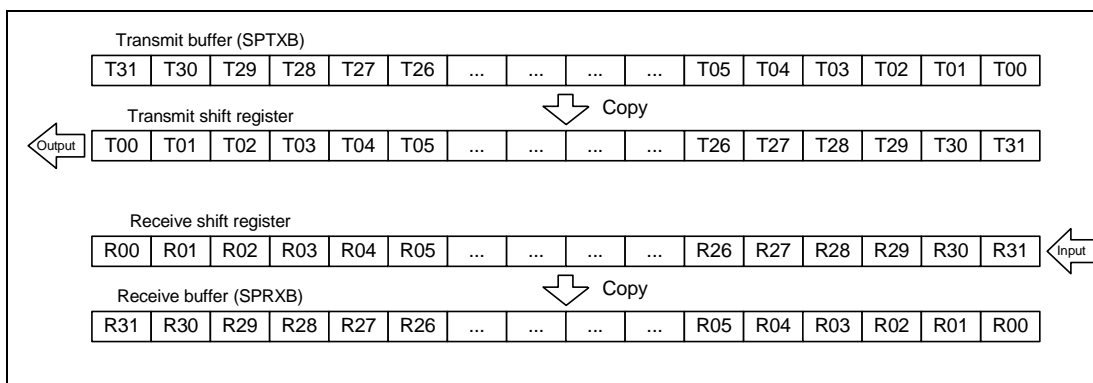 Transmit buffer (SPTXB)
T31 T30 T29 T28 T27 T26 ... ... ... ... T05 T04 T03 T02 T01 T00
Copy
Transmit shift register
Output T00 T01 T02 T03 T04 T05 ... ... ... ... T26 T27 T28 T29 T30 T31
Receive shift register
R00 R01 R02 R03 R04 R05 ... ... ... ... R26 R27 R28 R29 R30 R31 Input
Copy
Receive buffer (SPRXB)
R31 R30 R29 R28 R27 R26 ... ... ... ... R05 R04 R03 R02 R01 R00